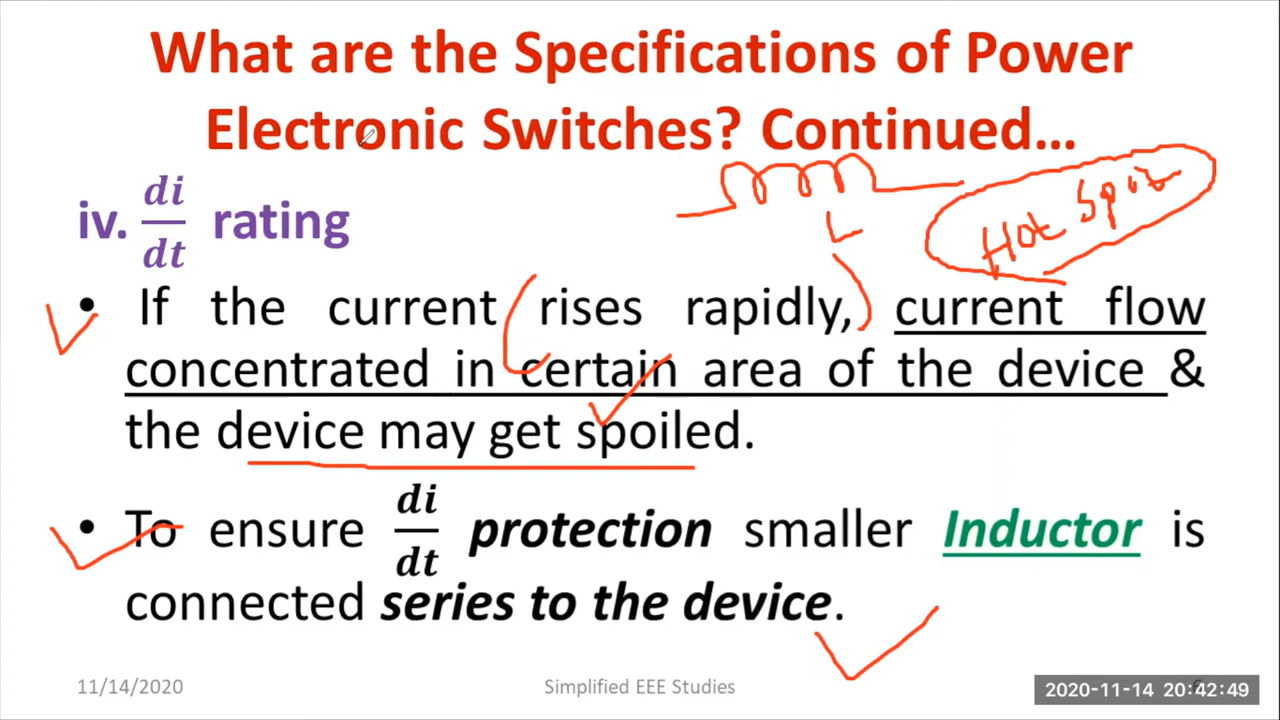 What are the Specifications of Power
Electronic Switches? Continued...
iv. di/dt rating
L
Hot Spot
• If the current rises rapidly, current flow
concentrated in certain area of the device &
the device may get spoiled.
• To ensure di/dt protection smaller Inductor is
connected series to the device.
11/14/2020
Simplified EEE Studies
2020-11-14 20:42:49